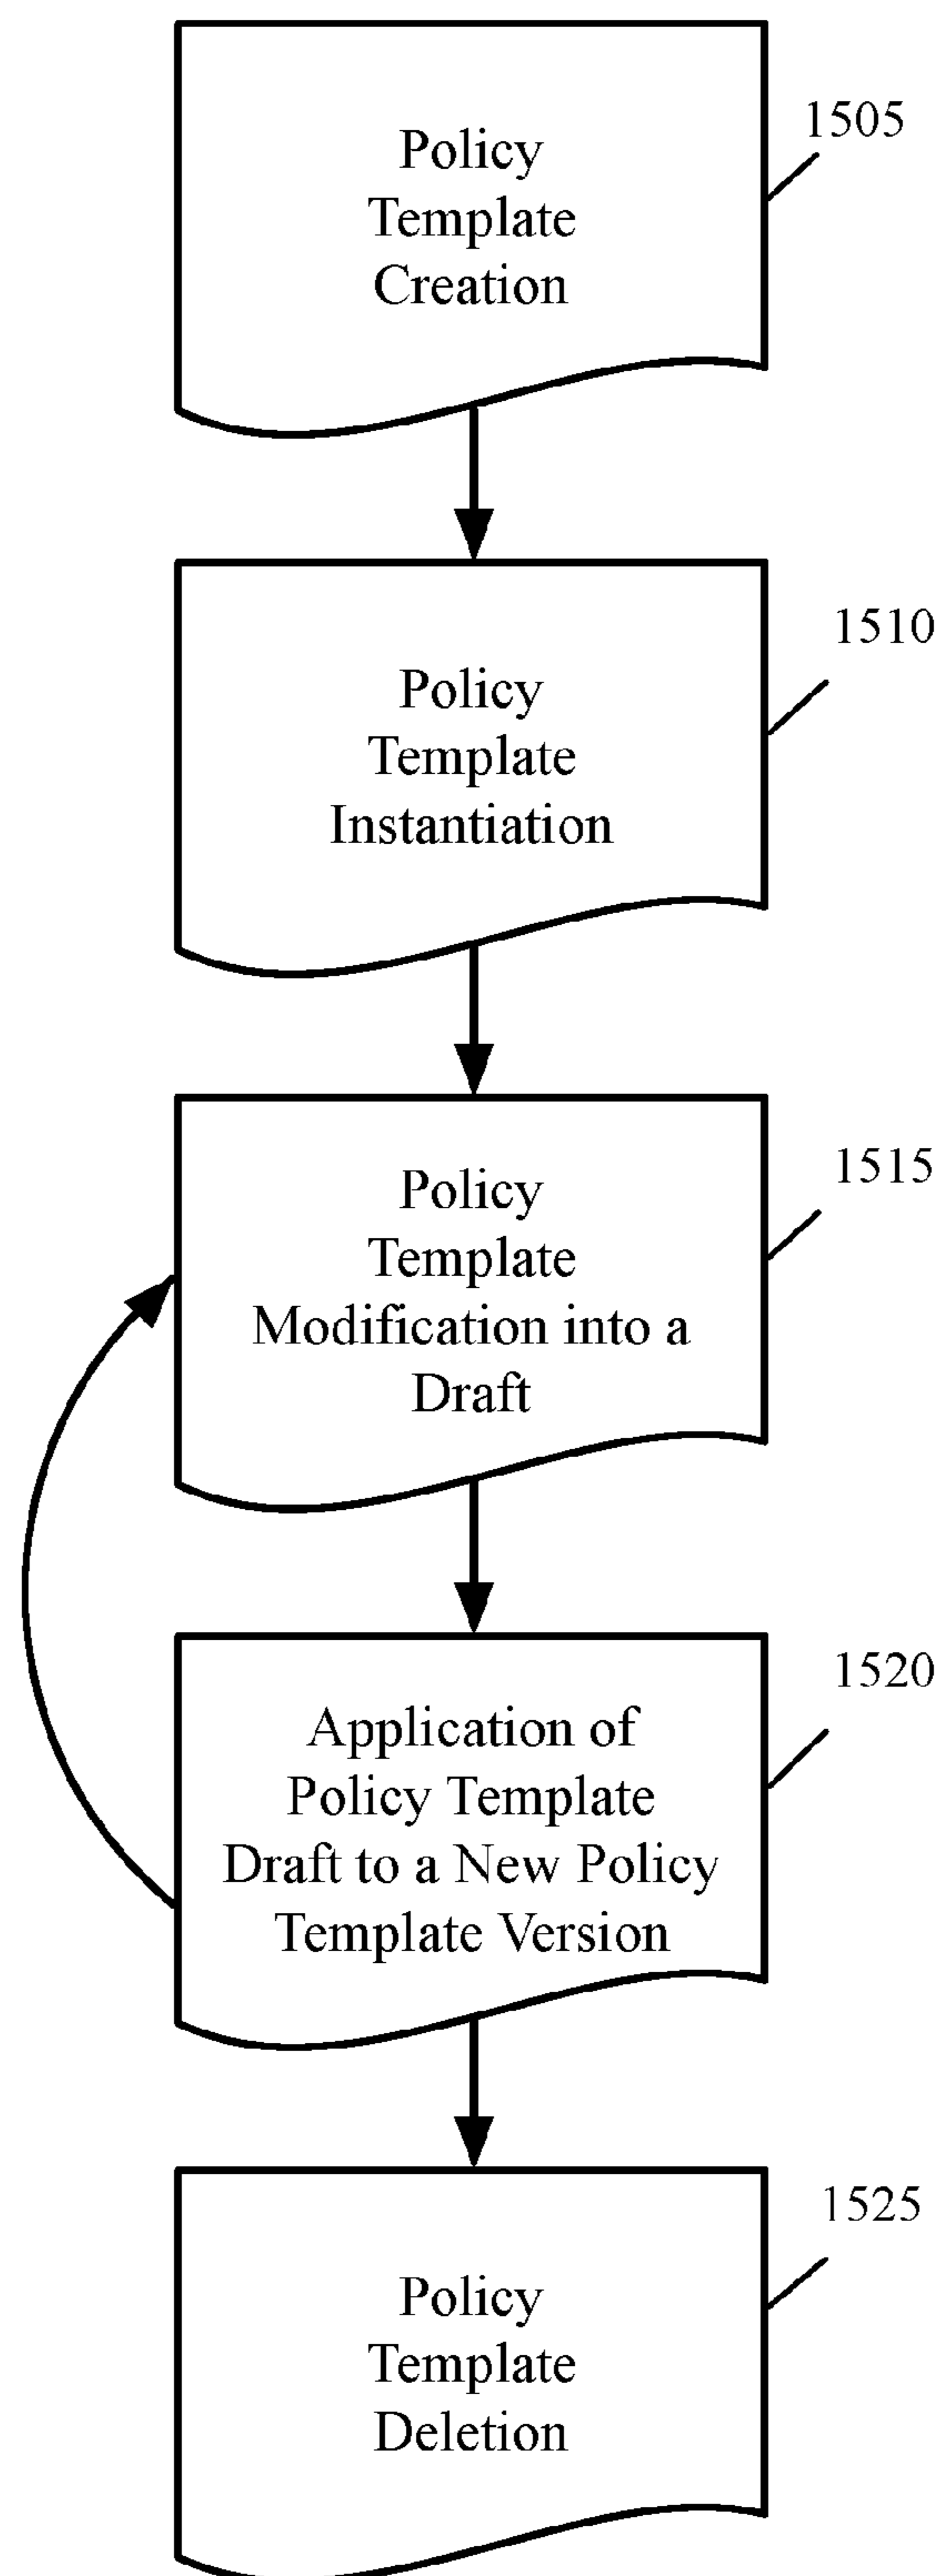 Policy
Template
Creation
1505
Policy
Template
Instantiation
1510
Policy
Template
Modification into a
Draft
1515
Application of
Policy Template
Draft to a New Policy
Template Version
1520
Policy
Template
Deletion
1525